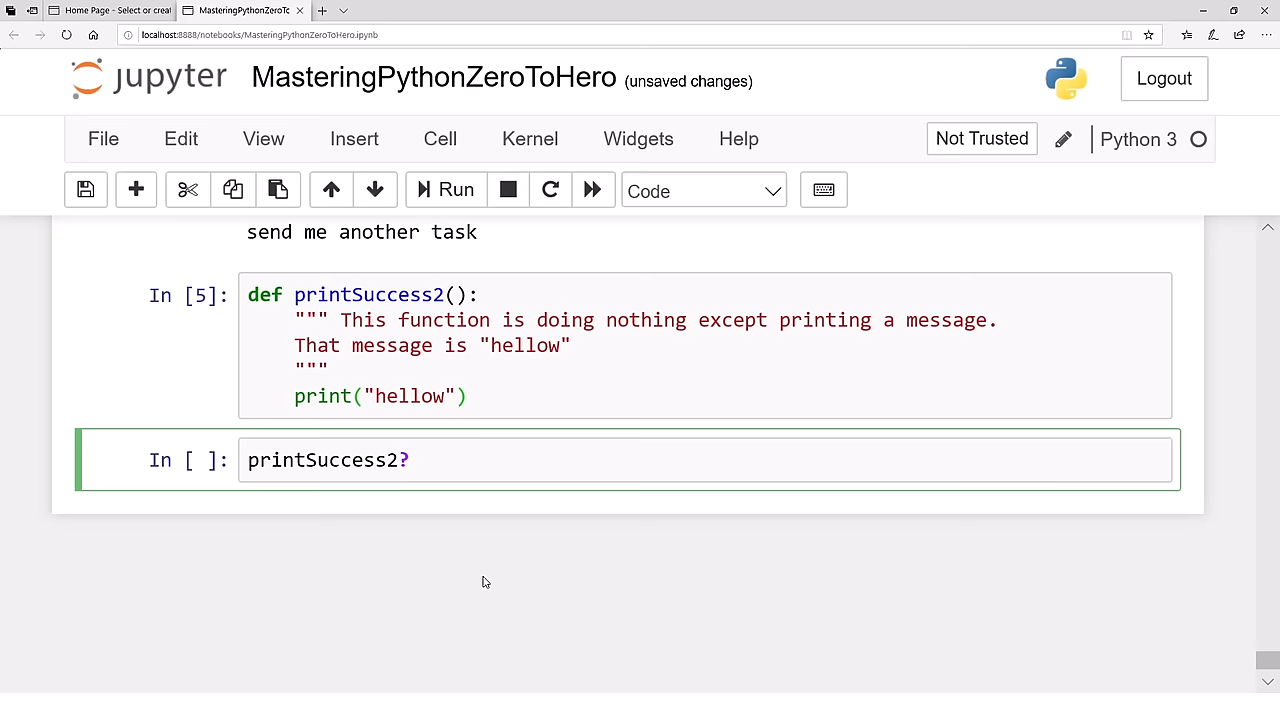 Home Page - Select or creat
MasteringPythonZeroToH
localhost:8888/notebooks/MasteringPythonZeroToHero.ipynb
jupyter MasteringPythonZeroToHero (unsaved changes) Logout
File Edit View Insert Cell Kernel Widgets Help Not Trusted Python 3
Run Code
send me another task
In [5]: def printSuccess2():
""" This function is doing nothing except printing a message.
That message is "hellow"
"""
print("hellow")
In [ ]: printSuccess2?